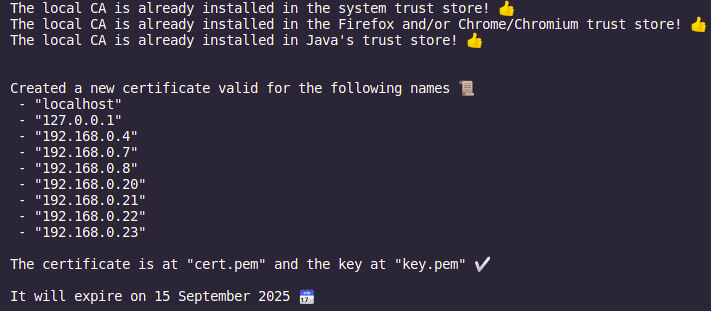 The local CA is already installed in the system trust store! 👍
The local CA is already installed in the Firefox and/or Chrome/Chromium trust store! 👍
The local CA is already installed in Java's trust store! 👍
Created a new certificate valid for the following names 📜
- "localhost"
- "127.0.0.1"
- "192.168.0.4"
- "192.168.0.7"
- "192.168.0.8"
- "192.168.0.20"
- "192.168.0.21"
- "192.168.0.22"
- "192.168.0.23"
The certificate is at "cert.pem" and the key at "key.pem" ✔
It will expire on 15 September 2025 📅